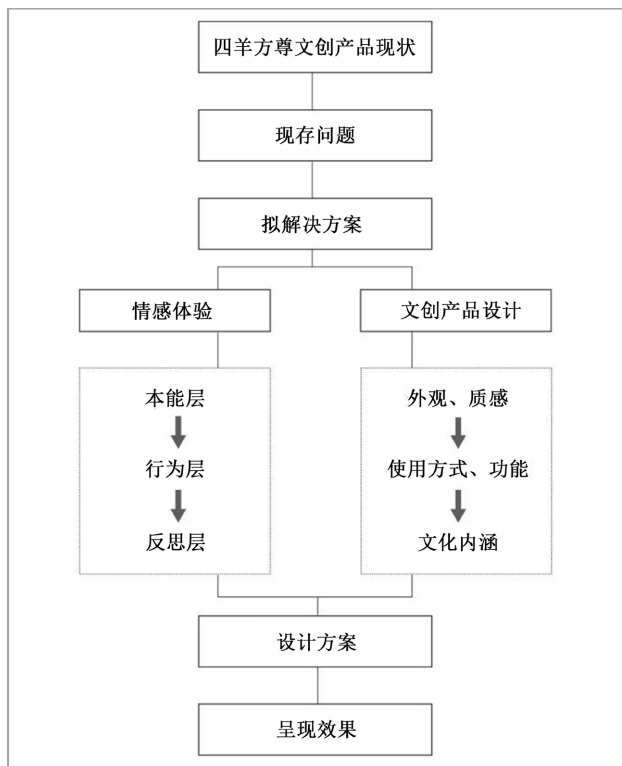 四羊方尊文创产品现状
现存问题
拟解决方案
情感体验
文创产品设计
本能层
行为层
反思层
外观、质感
使用方式、功能
文化内涵
设计方案
呈现效果